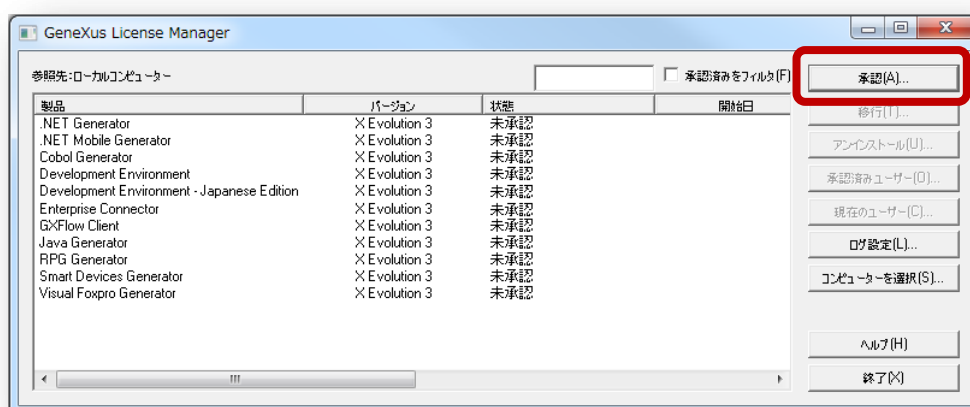 GeneXus License Manager
参照先:ローカルコンピューター
承認済みをフィルタ(F)
承認(A)...
製品 バージョン 状態 開始日
移行(T)...
.NET Generator X Evolution 3 未承認
.NET Mobile Generator X Evolution 3 未承認
アンインストール(U)...
Cobol Generator X Evolution 3 未承認
Development Environment X Evolution 3 未承認
承認済みユーザー(O)...
Development Environment - Japanese Edition X Evolution 3 未承認
Enterprise Connector X Evolution 3 未承認
現在のユーザー(C)...
GXFlow Client X Evolution 3 未承認
Java Generator X Evolution 3 未承認
ログ設定(L)...
RPG Generator X Evolution 3 未承認
Smart Devices Generator X Evolution 3 未承認
コンピューターを選択(S)...
Visual Foxpro Generator X Evolution 3 未承認
ヘルプ(H)
終了(X)